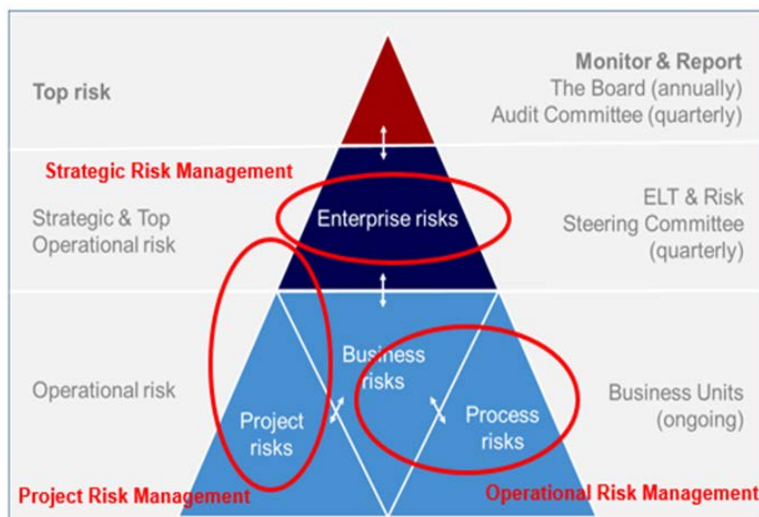 Top risk
Monitor & Report
The Board (annually)
Audit Committee (quarterly)
Strategic Risk Management
Strategic & Top
Operational risk
Enterprise risks
ELT & Risk
Steering Committee
(quarterly)
Operational risk
Project
risks
Business
risks
Process
risks
Business Units
(ongoing)
Project Risk Management
Operational Risk Management